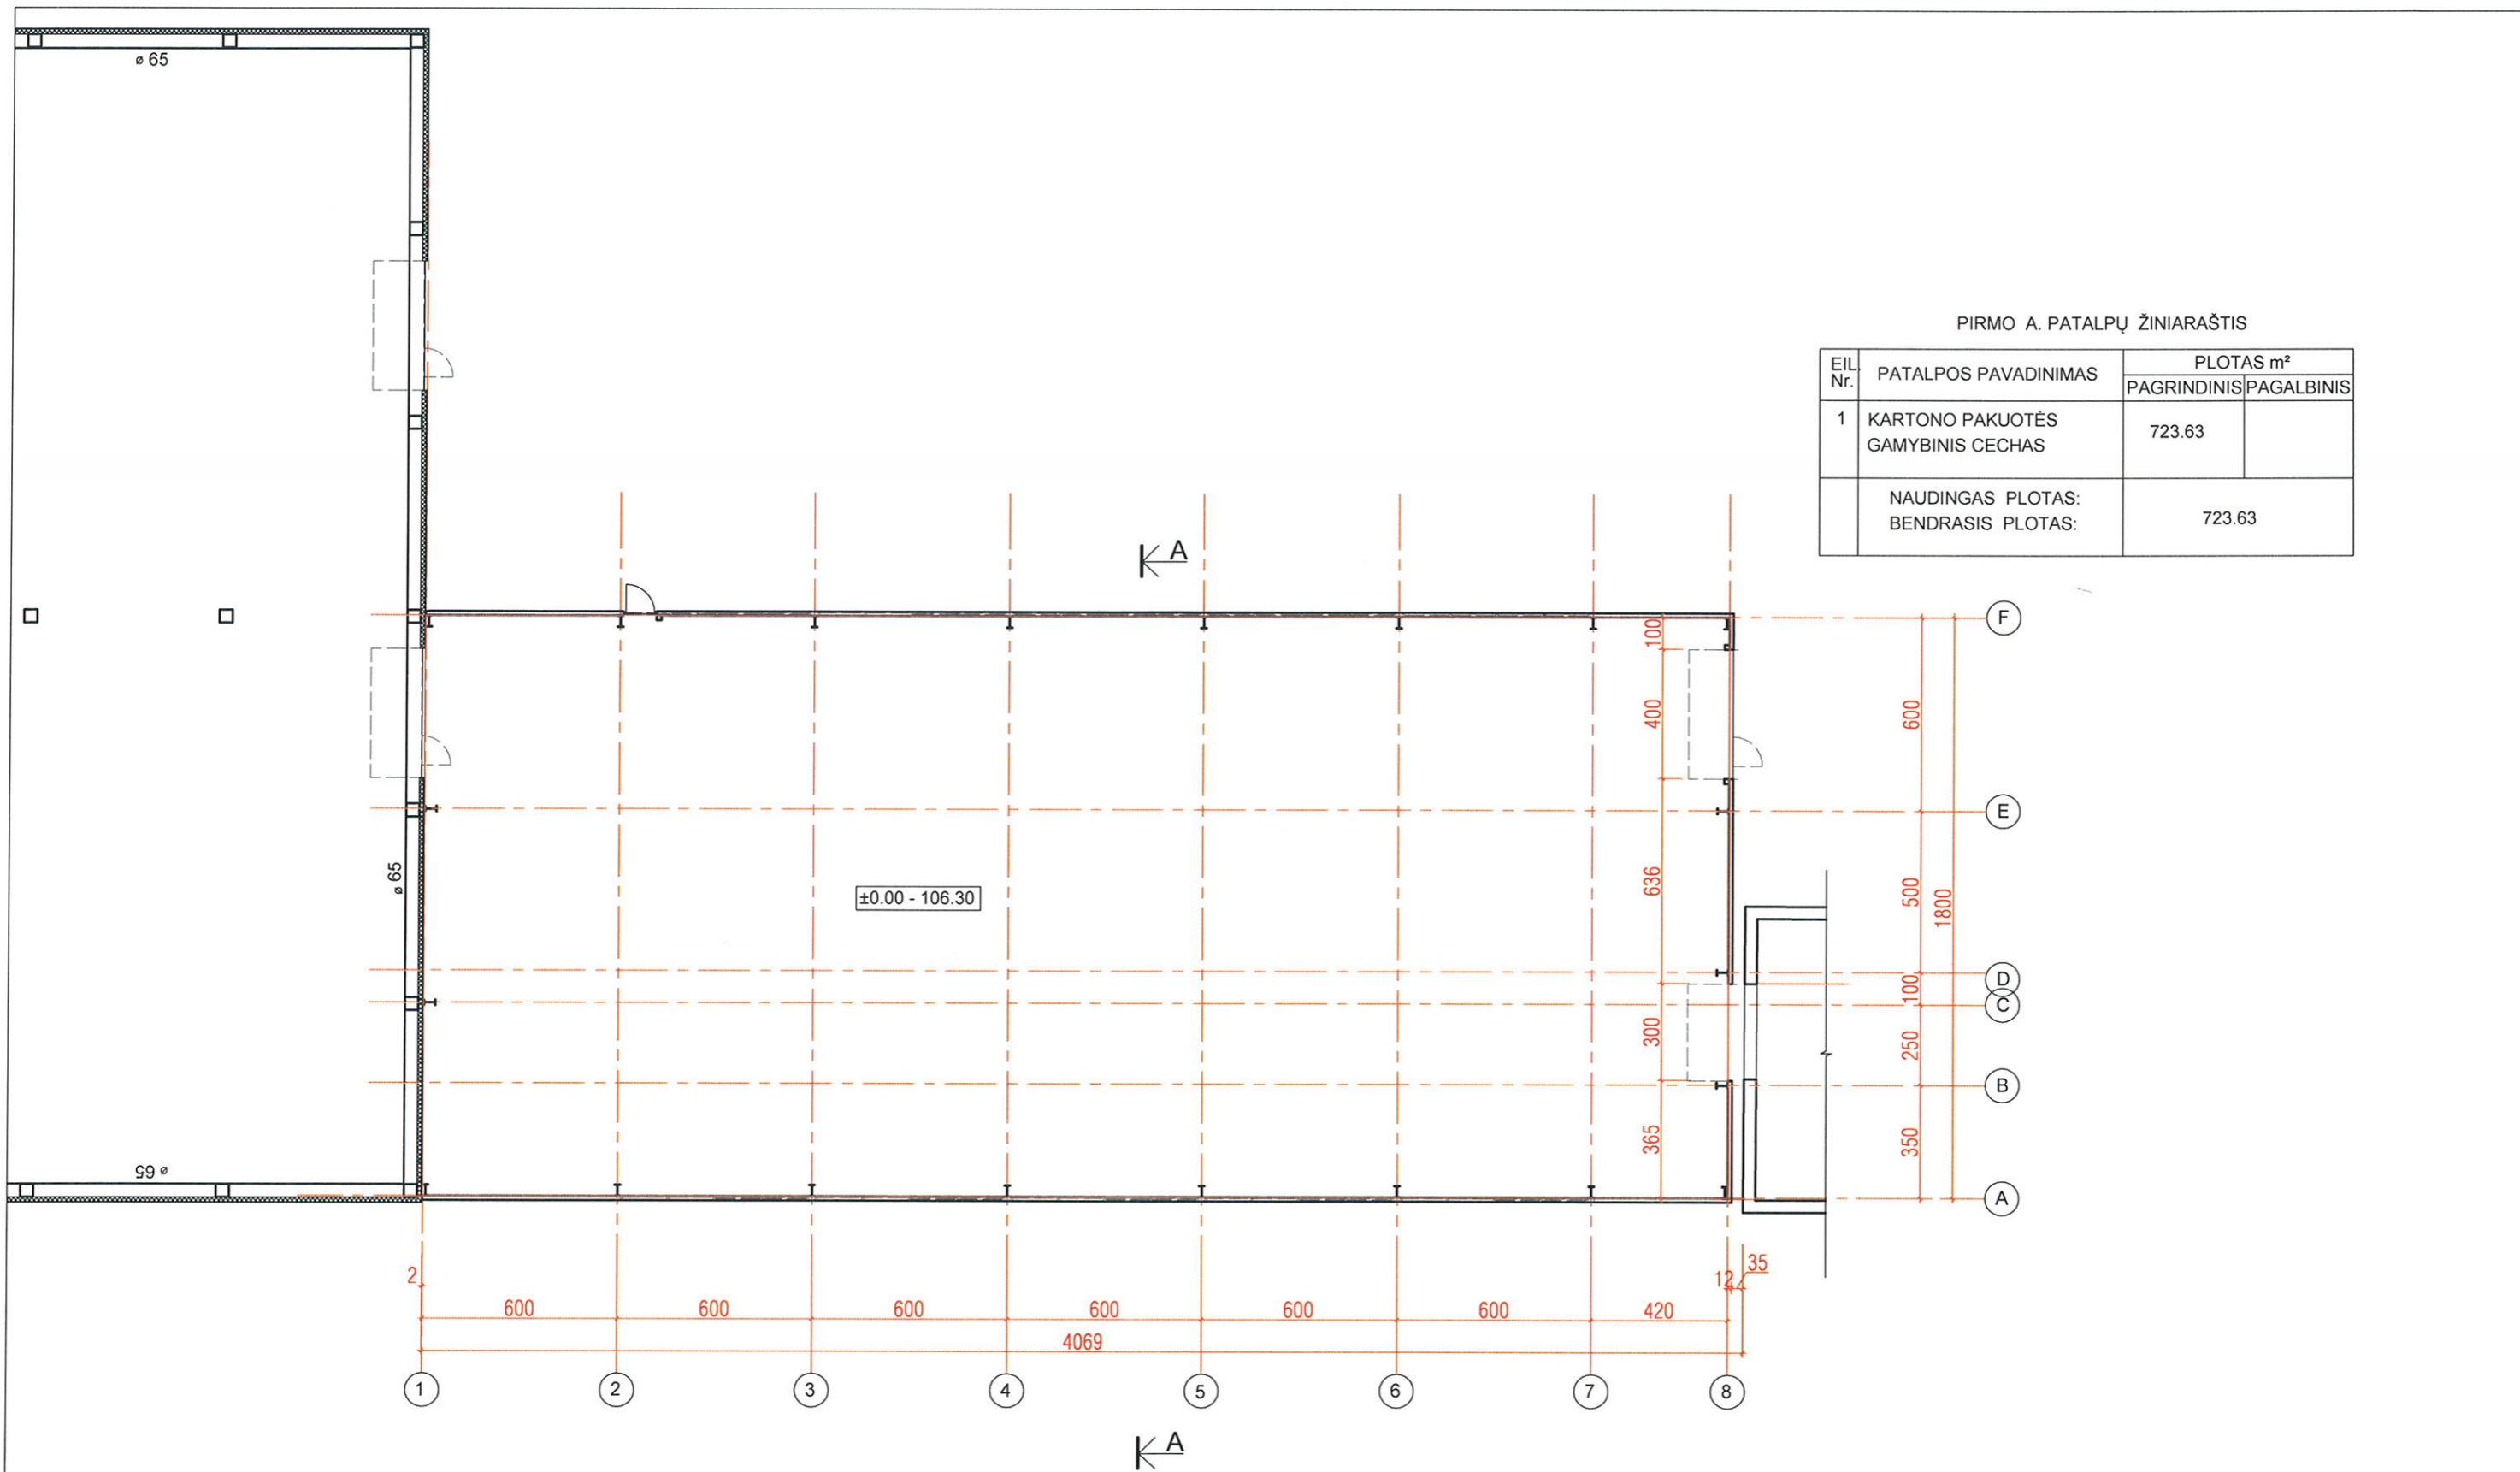 ø 65
PIRMO A. PATALPŲ ŽINIARAŠTIS
EIL. Nr.
PATALPOS PAVADINIMAS
PLOTAS m²
PAGRINDINIS
PAGALBINIS
1
KARTONO PAKUOTĖS
GAMYBINIS CECHAS
723.63
NAUDINGAS PLOTAS:
BENDRASIS PLOTAS:
723.63
A
F
100
400
600
E
ø 65
±0.00 - 106.30
636
500
1800
D
100
C
300
250
B
365
350
ø 65
A
2
12
35
600
600
600
600
600
600
420
4069
1
2
3
4
5
6
7
8
A